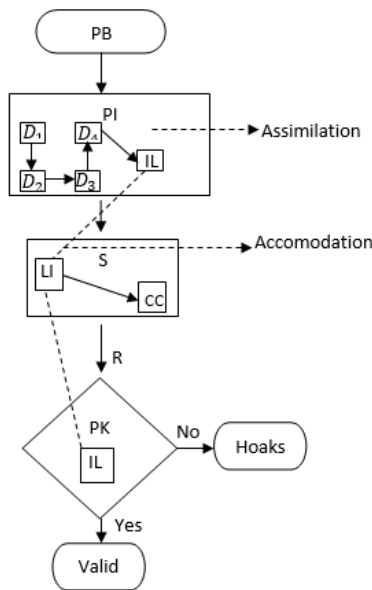 PB
PI
D1
D4
IL
Assimilation
D2
D3
S
Accomodation
LI
CC
R
PK
IL
No
Hoaks
Yes
Valid